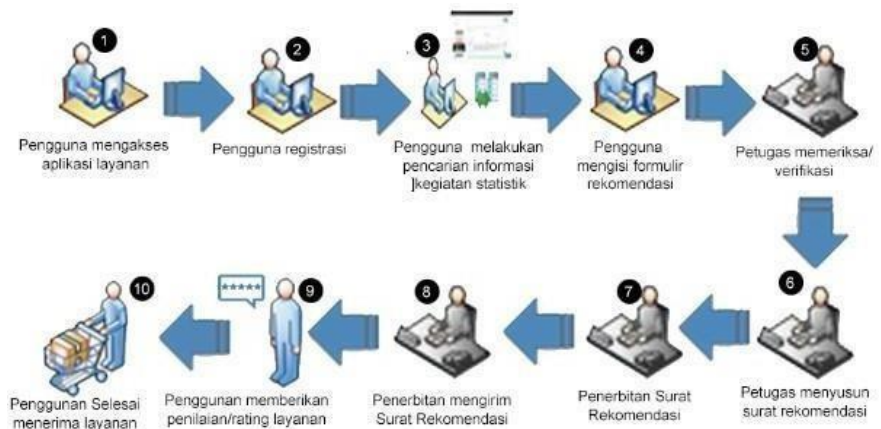 1
Pengguna mengakses
aplikasi layanan
2
Pengguna registrasi
3
Pengguna melakukan
pencarian informasi
]kegiatan statistik
4
Pengguna
mengisi formulir
rekomendasi
5
Petugas memeriksa/
verifikasi
6
Petugas menyusun
surat rekomendasi
7
Penerbitan Surat
Rekomendasi
8
Penerbitan mengirim
Surat Rekomendasi
9
*****
Penggunan memberikan
penilaian/rating layanan
10
Penggunan Selesai
menerima layanan